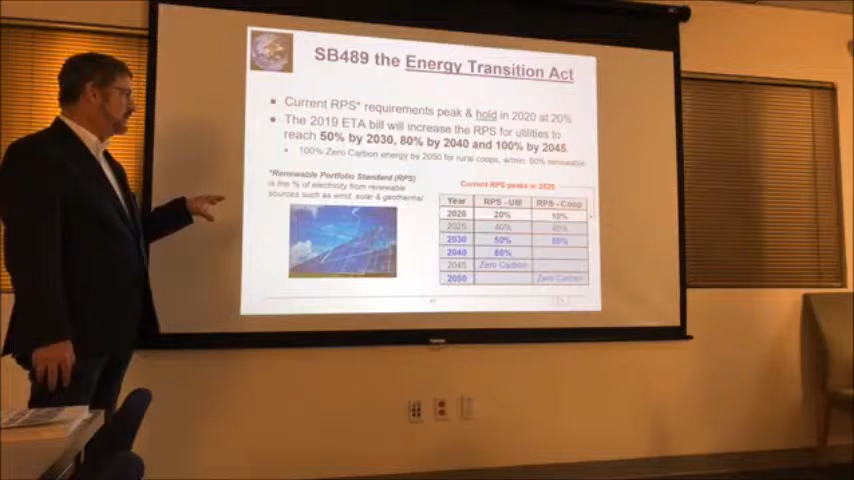 SB489 the Energy Transition Act
Current RPS* requirements peak & hold in 2020 at 20%
The 2019 ETA bill will increase the RPS for utilities to
reach 50% by 2030, 80% by 2040 and 100% by 2045.
100% Zero Carbon energy by 2050 for rural coops, 80% renewable
*Renewable Portfolio Standard (RPS)
is the % of electricity from renewable
sources such as wind, solar & geothermal
Current RPS peaks in 2020
Year RPS - Util RPS - Coop
2020 20% 10%
2025 40% 40%
2030 50%
2040 80%
2045 Zero Carbon
2050 Zero Carbon